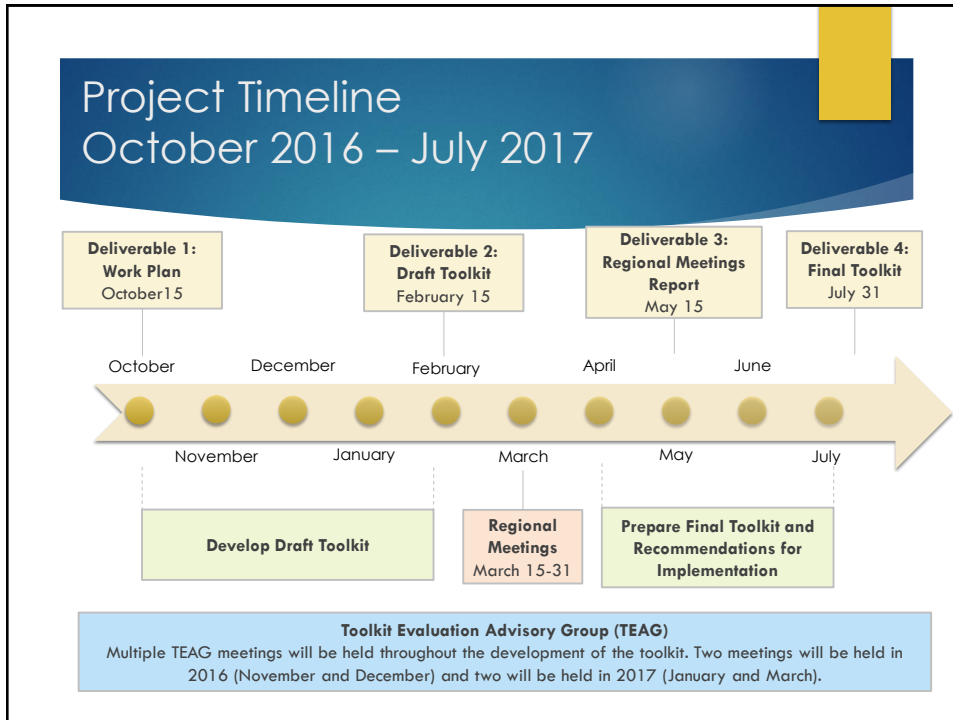 Project Timeline
October 2016 – July 2017
Deliverable 1:
Work Plan
October15
Deliverable 2:
Draft Toolkit
February 15
Deliverable 3:
Regional Meetings
Report
May 15
Deliverable 4:
Final Toolkit
July 31
October
December
February
April
June
November
January
March
May
July
Develop Draft Toolkit
Regional
Meetings
March 15-31
Prepare Final Toolkit and
Recommendations for
Implementation
Toolkit Evaluation Advisory Group (TEAG)
Multiple TEAG meetings will be held throughout the development of the toolkit. Two meetings will be held in
2016 (November and December) and two will be held in 2017 (January and March).